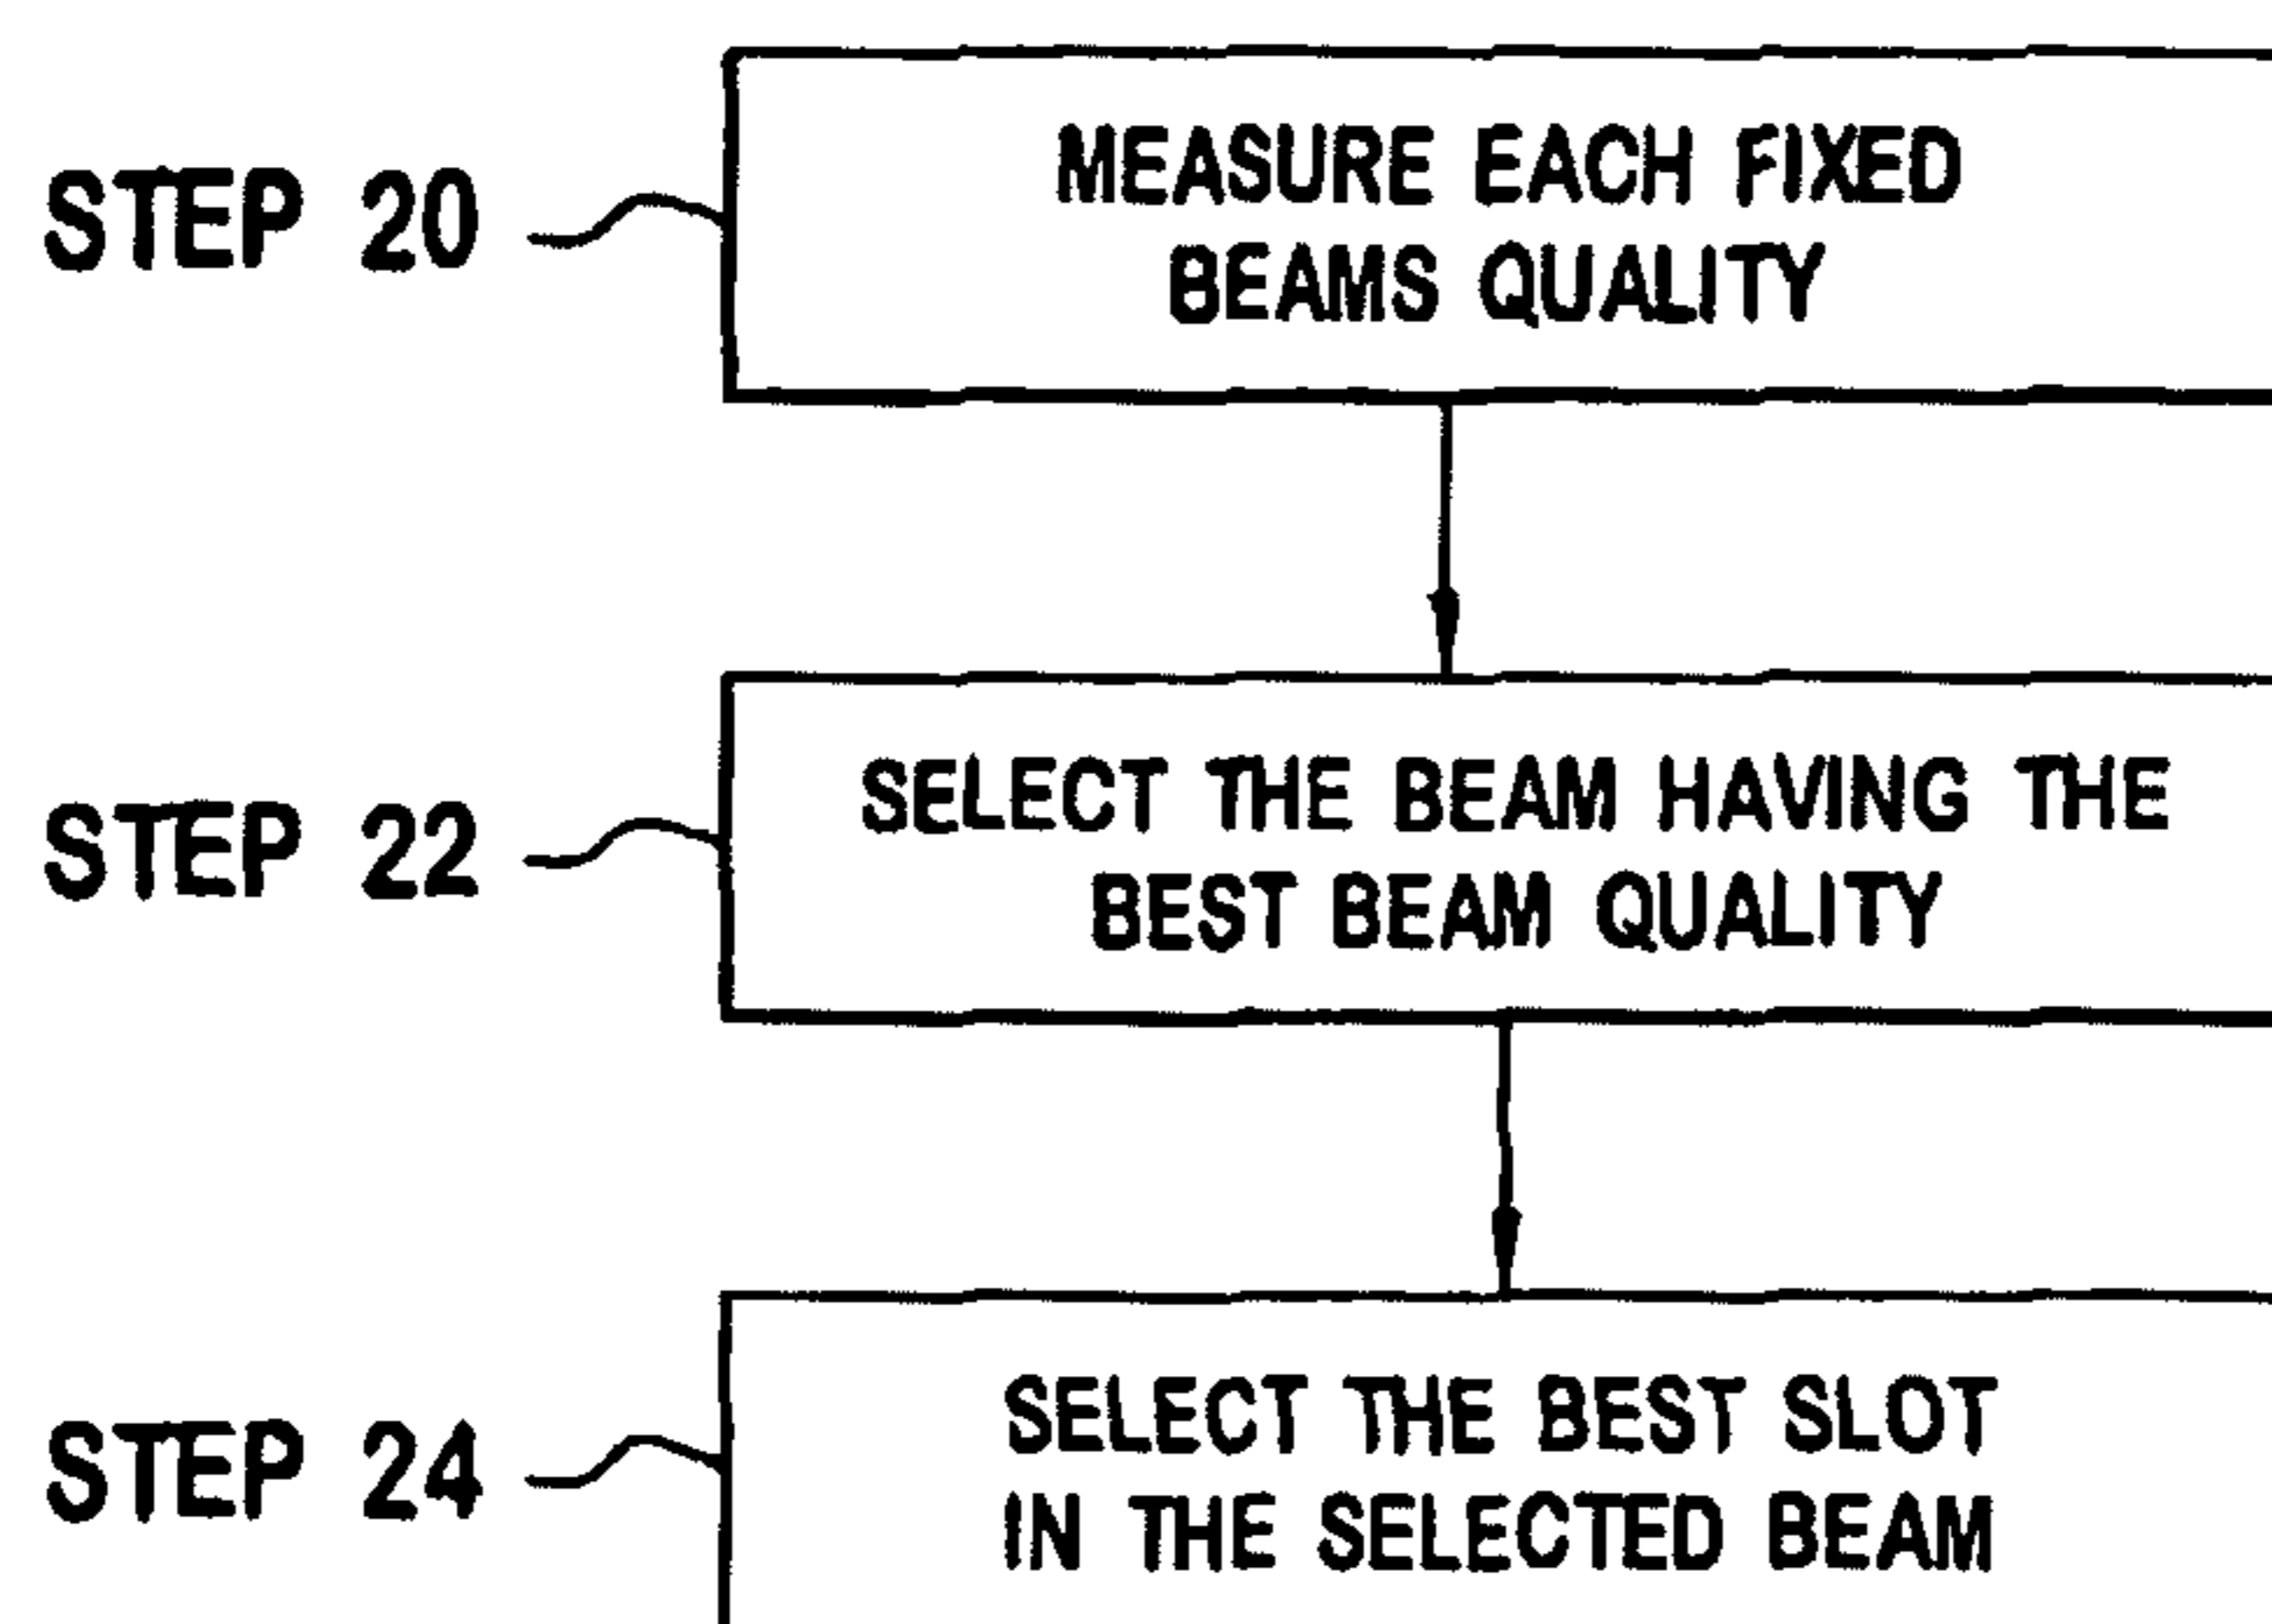 STEP 20
MEASURE EACH FIXED
BEAMS QUALITY
STEP 22
SELECT THE BEAM HAVING THE
BEST BEAM QUALITY
STEP 24
SELECT THE BEST SLOT
IN THE SELECTED BEAM